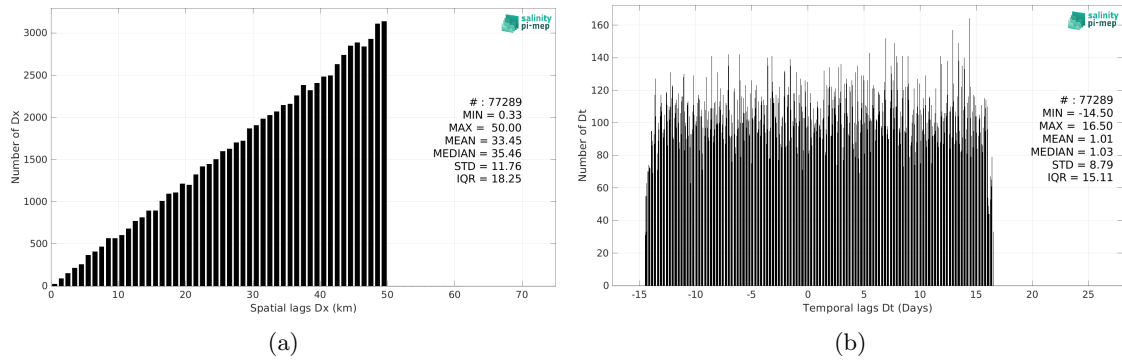 salinity
pi-mep
3000
2500
2000
1500
1000
500
0
Number of Dx
# : 77289
MIN = 0.33
MAX = 50.00
MEAN = 33.45
MEDIAN = 35.46
STD = 11.76
IQR = 18.25
0 10 20 30 40 50 60 70
Spatial lags Dx (km)
(a)
salinity
pi-mep
160
140
120
100
80
60
40
20
0
Number of Dt
# : 77289
MIN = -14.50
MAX = 16.50
MEAN = 1.01
MEDIAN = 1.03
STD = 8.79
IQR = 15.11
-15 -10 -5 0 5 10 15 20
Temporal lags Dt (Days)
(b)